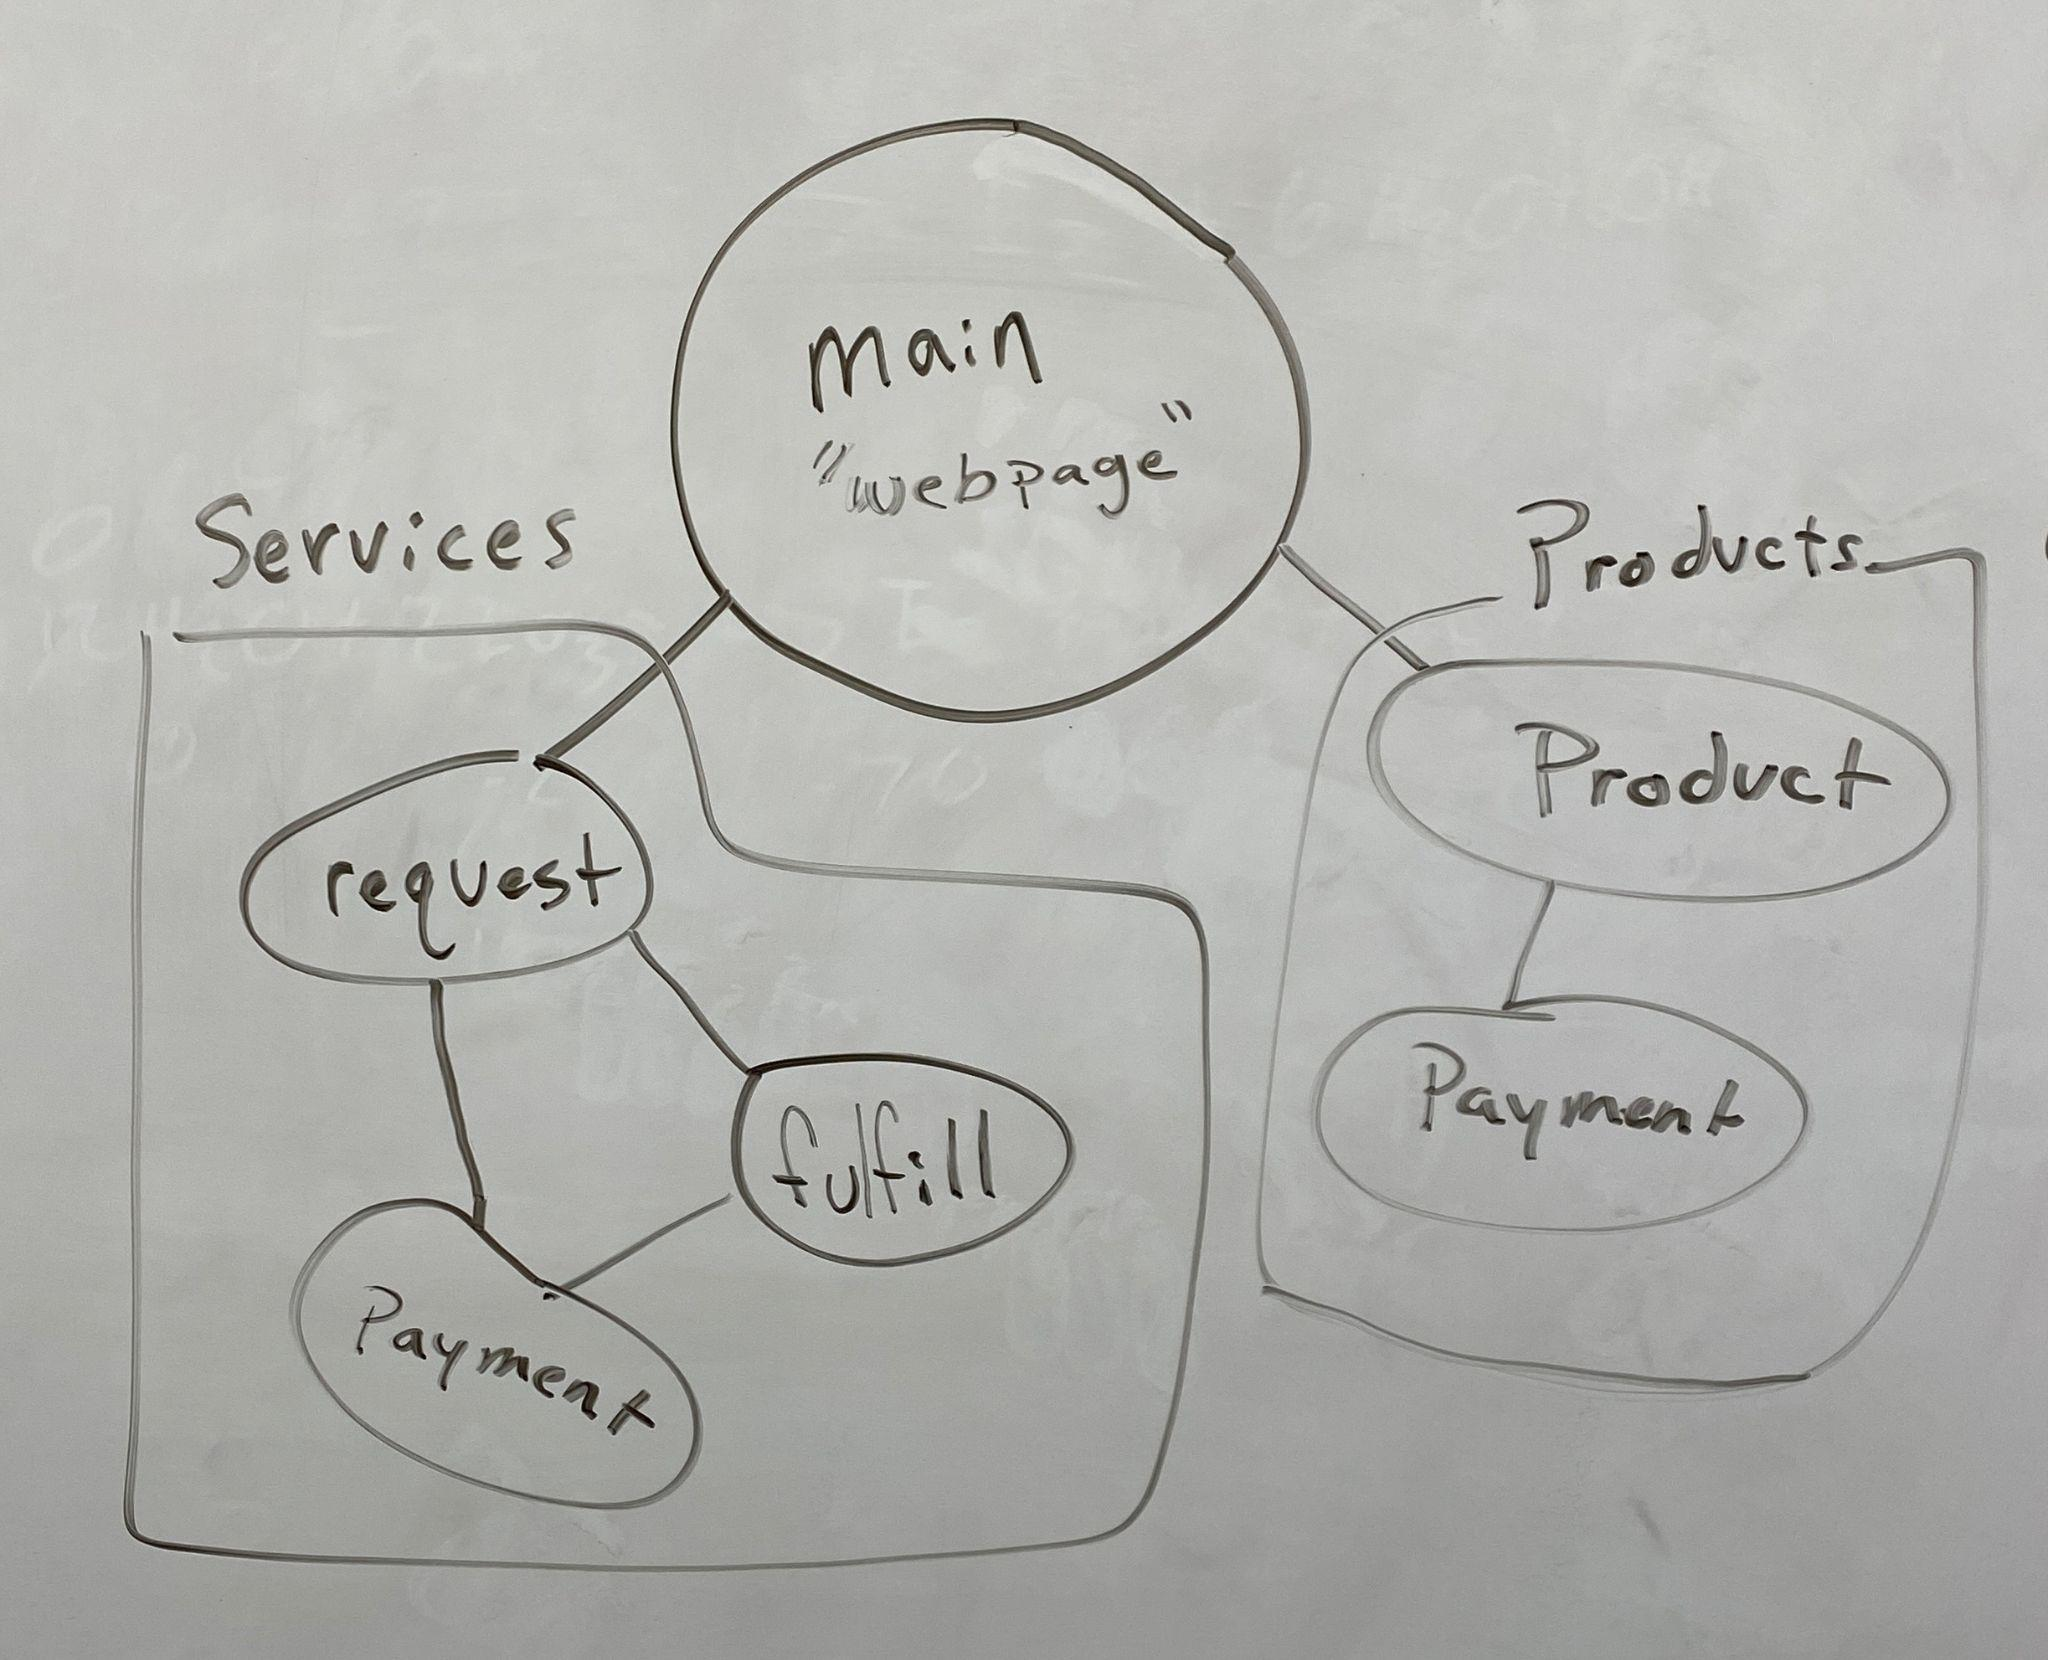 main
"webpage"
Services
Products
request
Product
fulfill
Payment
Payment